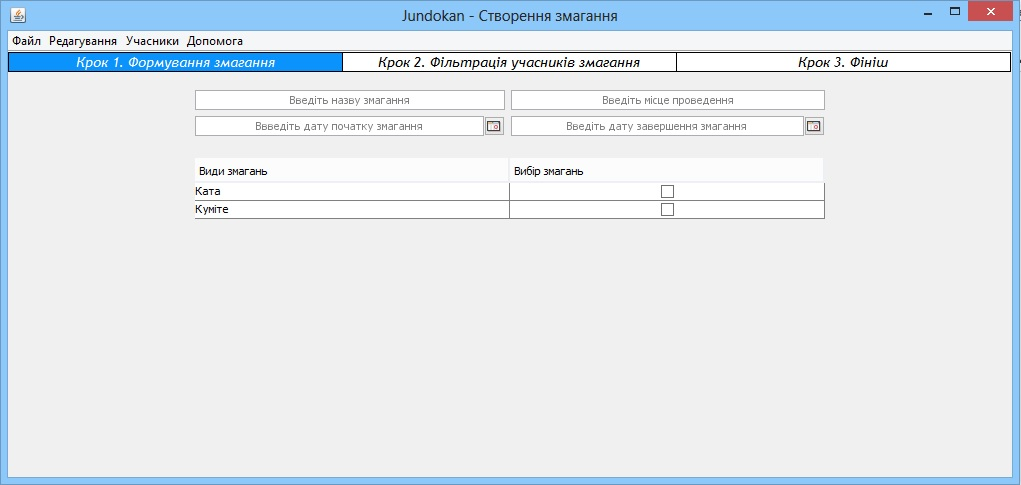 Jundokan - Створення змагання
Файл Редагування Учасники Допомога
Крок 1. Формування змагання Крок 2. Фільтрація учасників змагання Крок 3. Фініш
Введіть назву змагання Введіть місце проведення
Ввведіть дату початку змагання Введіть дату завершення змагання
Види змагань Вибір змагань
Ката
Куміте